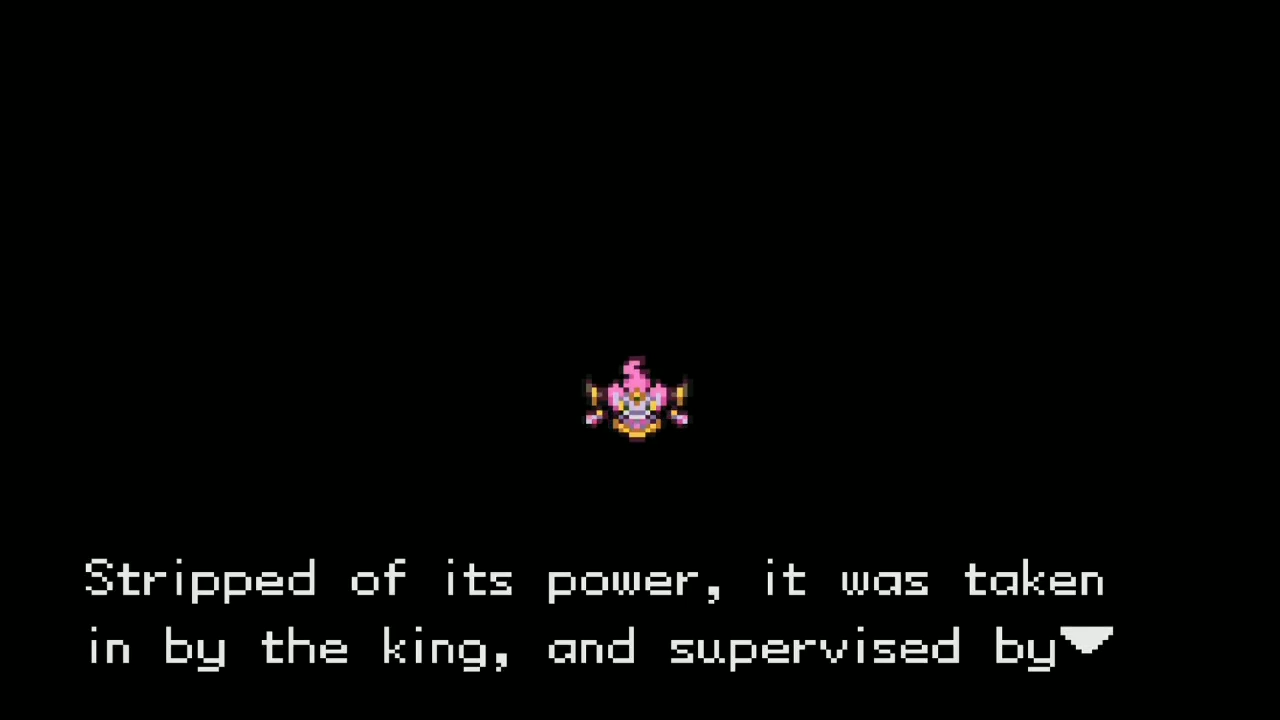 Stripped of its power, it was taken
in by the king, and supervised by